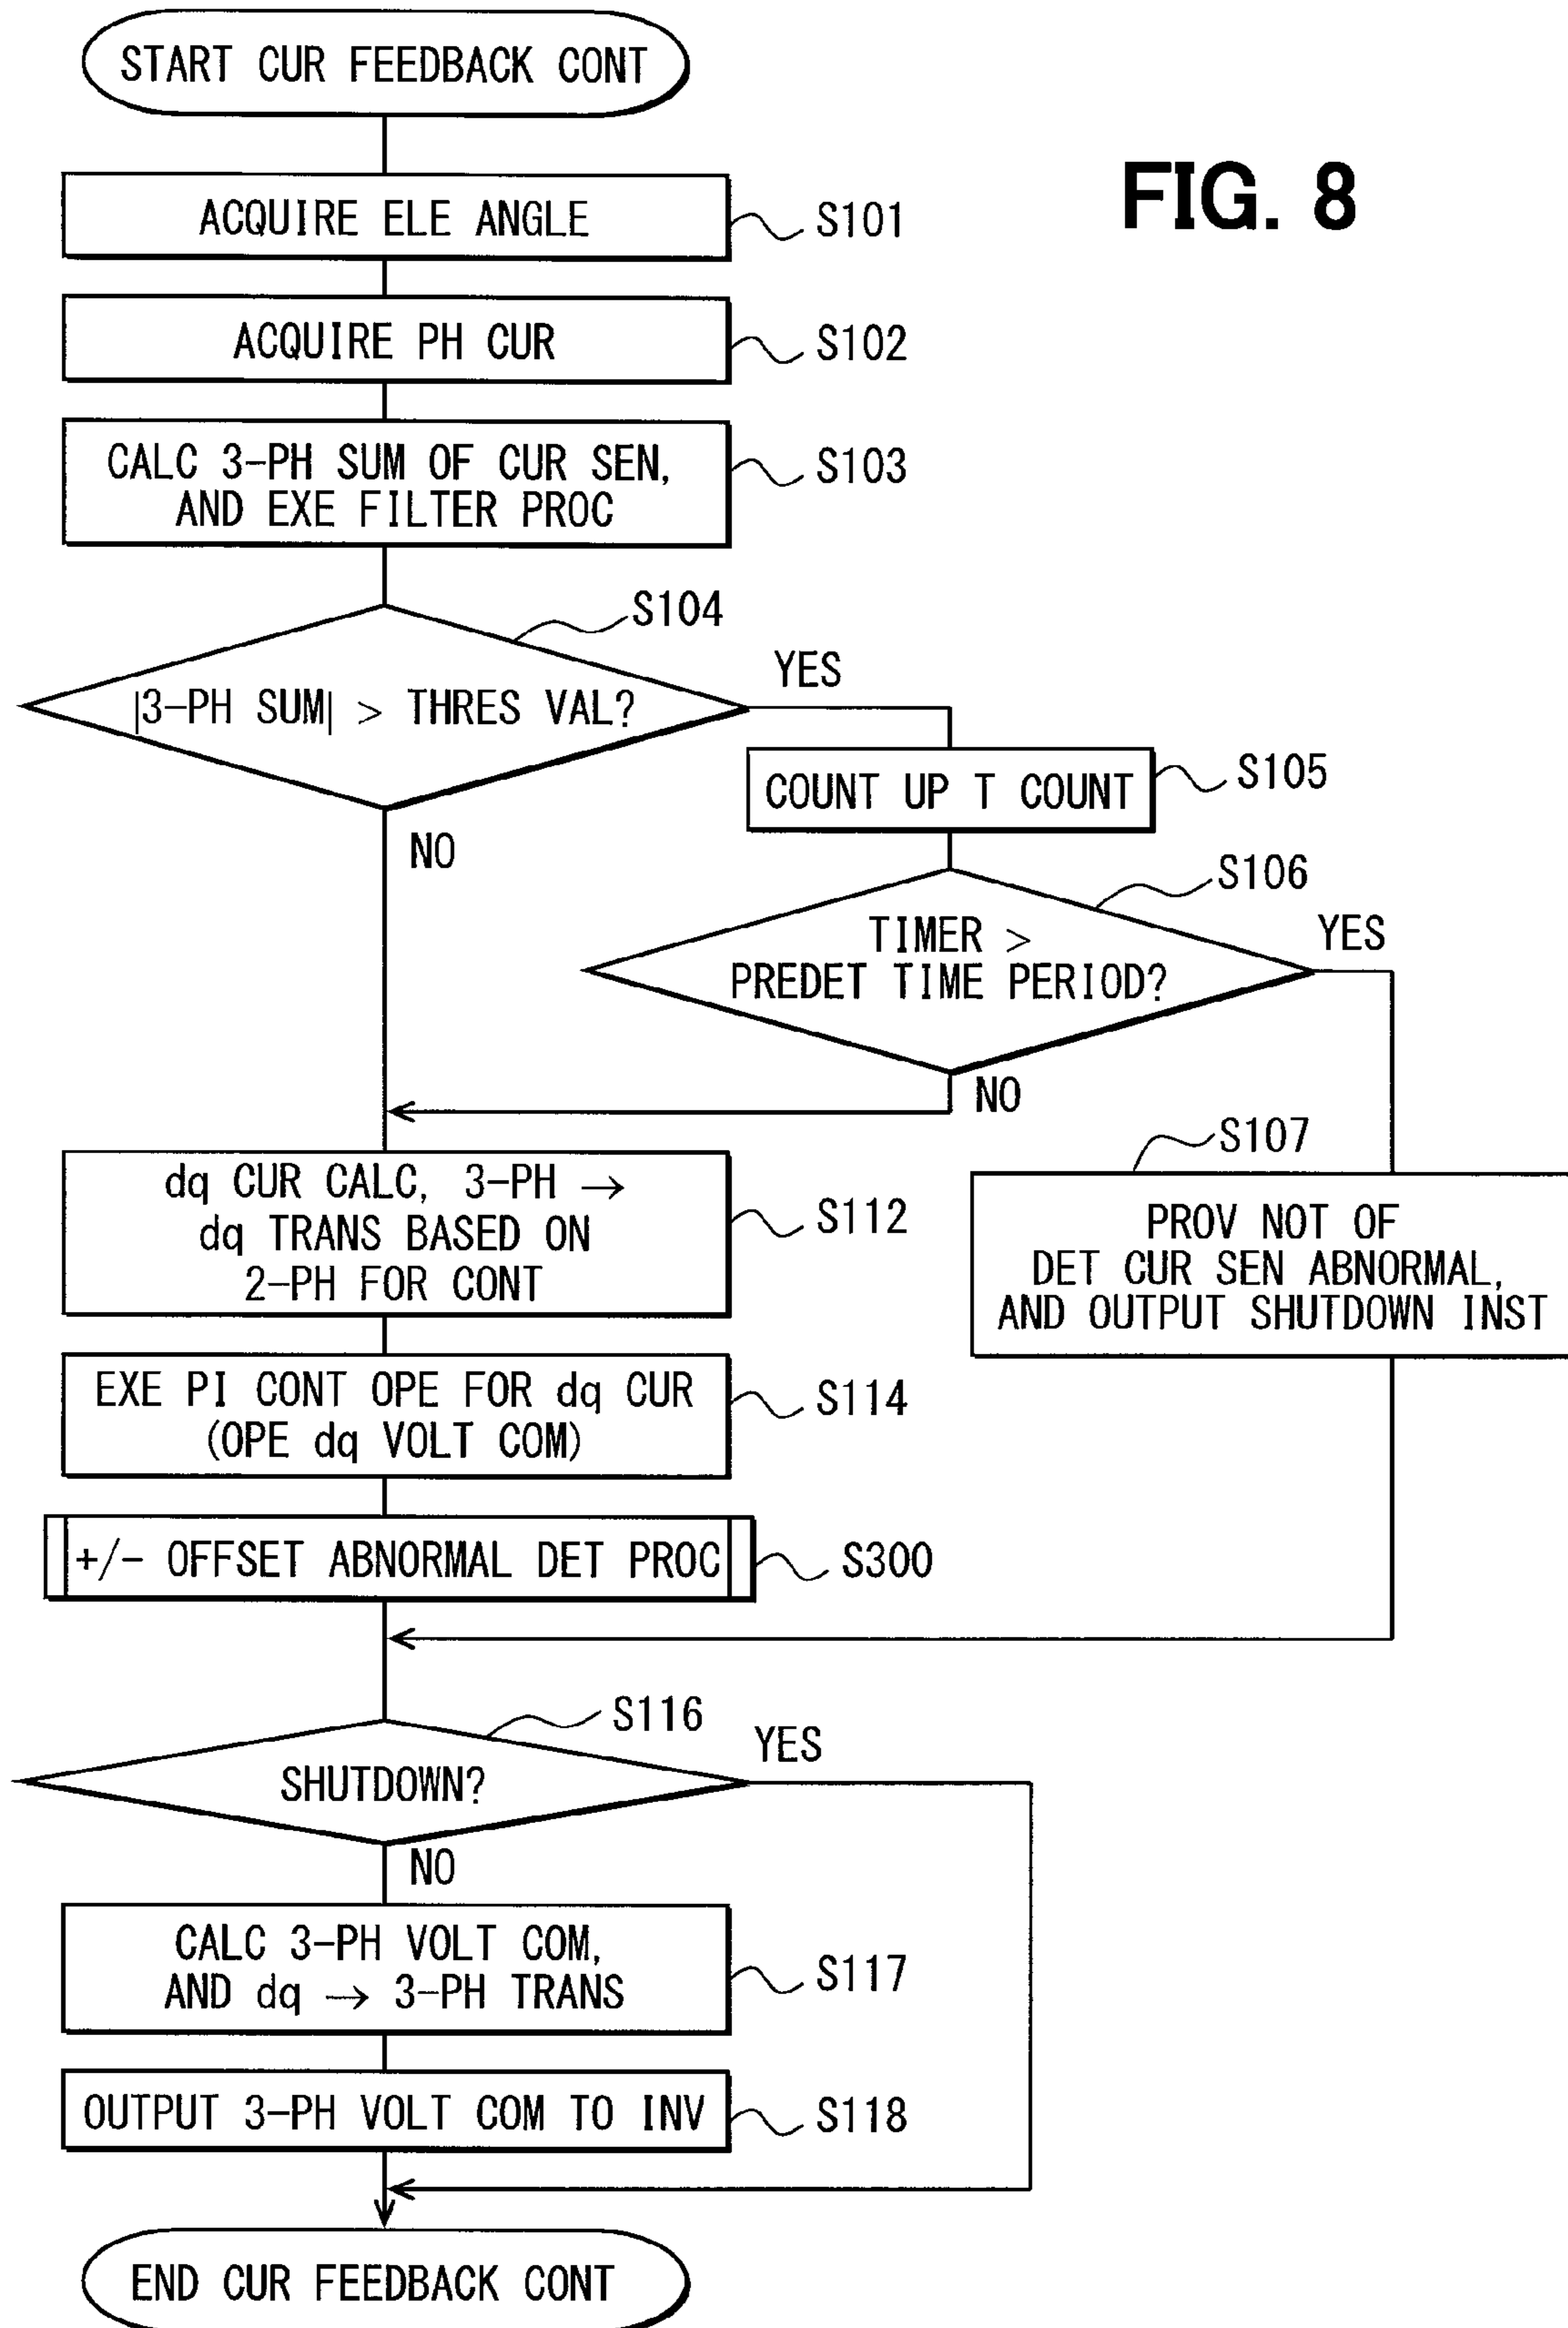 START CUR FEEDBACK CONT
FIG. 8
ACQUIRE ELE ANGLE
S101
ACQUIRE PH CUR
S102
CALC 3-PH SUM OF CUR SEN,
AND EXE FILTER PROC
S103
S104
|3-PH SUM| > THRES VAL?
YES
NO
COUNT UP T COUNT
S105
S106
TIMER >
PREDET TIME PERIOD?
YES
NO
S107
PROV NOT OF
DET CUR SEN ABNORMAL,
AND OUTPUT SHUTDOWN INST
dq CUR CALC, 3-PH →
dq TRANS BASED ON
2-PH FOR CONT
S112
EXE PI CONT OPE FOR dq CUR
(OPE dq VOLT COM)
S114
+/- OFFSET ABNORMAL DET PROC
S300
S116
SHUTDOWN?
YES
NO
CALC 3-PH VOLT COM,
AND dq → 3-PH TRANS
S117
OUTPUT 3-PH VOLT COM TO INV
S118
END CUR FEEDBACK CONT